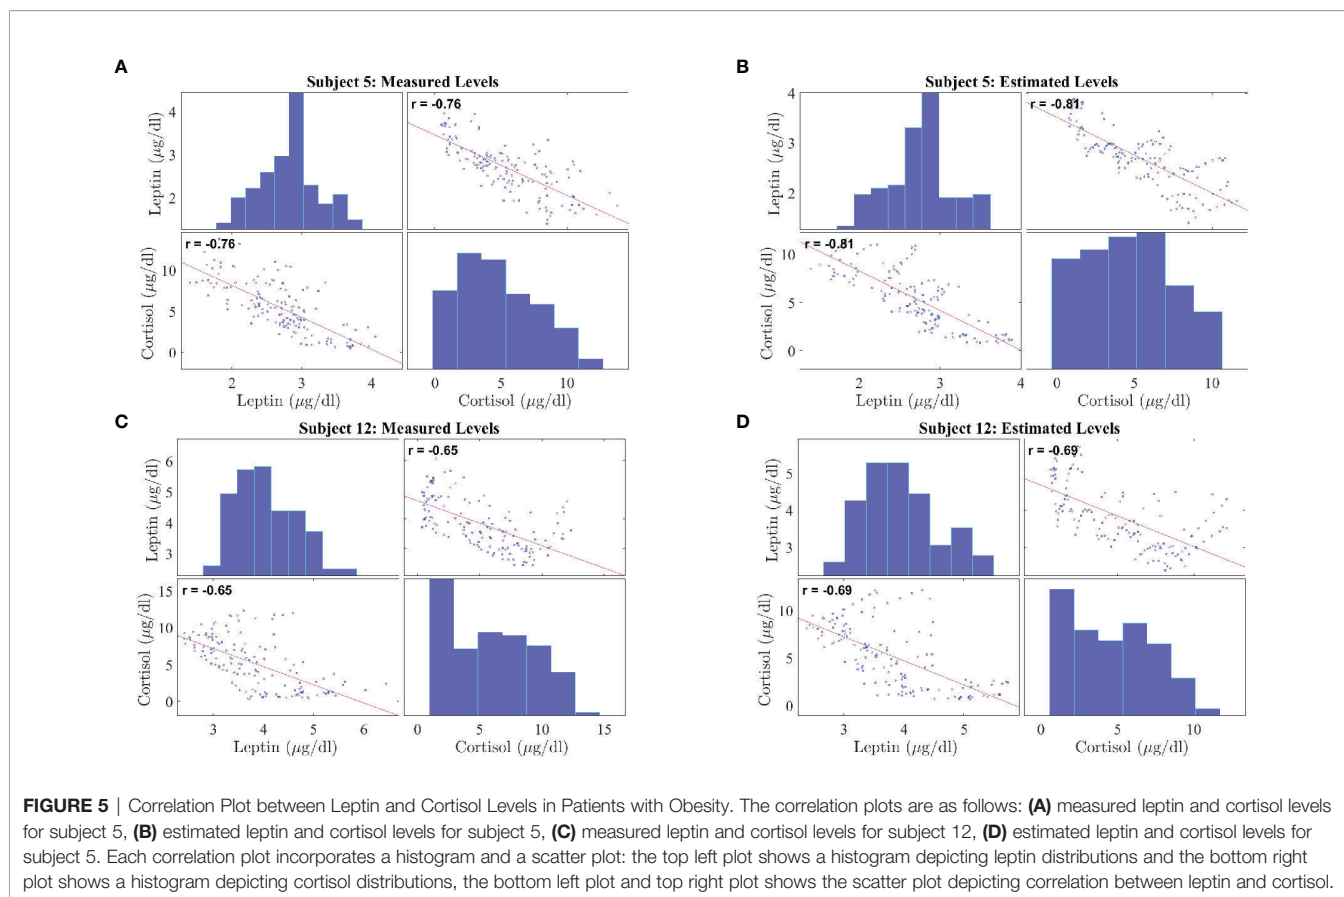 A
Subject 5: Measured Levels
Leptin (μg/dl)
4
3
2
r = -0.76
r = -0.76
Cortisol (μg/dl)
10
5
0
2
3
4
Leptin (μg/dl)
0
5
10
Cortisol (μg/dl)
B
Subject 5: Estimated Levels
Leptin (μg/dl)
4
3
2
r = -0.81
r = -0.81
Cortisol (μg/dl)
10
5
0
2
3
4
Leptin (μg/dl)
0
5
10
Cortisol (μg/dl)
C
Subject 12: Measured Levels
Leptin (μg/dl)
6
5
4
3
r = -0.65
r = -0.65
Cortisol (μg/dl)
15
10
5
0
3
4
5
6
Leptin (μg/dl)
0
5
10
15
Cortisol (μg/dl)
D
Subject 12: Estimated Levels
Leptin (μg/dl)
5
4
3
r = -0.69
r = -0.69
Cortisol (μg/dl)
10
5
0
3
4
5
Leptin (μg/dl)
0
5
10
Cortisol (μg/dl)
FIGURE 5 | Correlation Plot between Leptin and Cortisol Levels in Patients with Obesity. The correlation plots are as follows: (A) measured leptin and cortisol levels
for subject 5, (B) estimated leptin and cortisol levels for subject 5, (C) measured leptin and cortisol levels for subject 12, (D) estimated leptin and cortisol levels for
subject 5. Each correlation plot incorporates a histogram and a scatter plot: the top left plot shows a histogram depicting leptin distributions and the bottom right
plot shows a histogram depicting cortisol distributions, the bottom left plot and top right plot shows the scatter plot depicting correlation between leptin and cortisol.